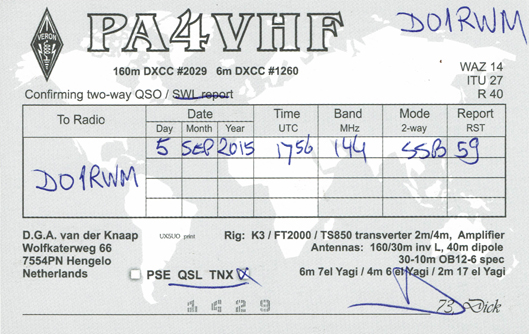 VERON
PA4VHF DO1RWM
160m DXCC #2029 6m DXCC #1260
WAZ 14
ITU 27
R 40
Confirming two-way QSO / SWL report
To Radio Date Time Band Mode Report
Day Month Year UTC MHz 2-way RST
5 SEP 2015 1756 144 SSB 59
DO1RWM
D.G.A. van der Knaap UX5UO print Rig: K3 / FT2000 / TS850 transverter 2m/4m, Amplifier
Wolfkaterweg 66 Antennas: 160/30m inv L, 40m dipole
7554PN Hengelo 30-10m OB12-6 spec
Netherlands PSE QSL TNX 6m 7el Yagi / 4m 6el Yagi / 2m 17 el Yagi
1429 73, Dick